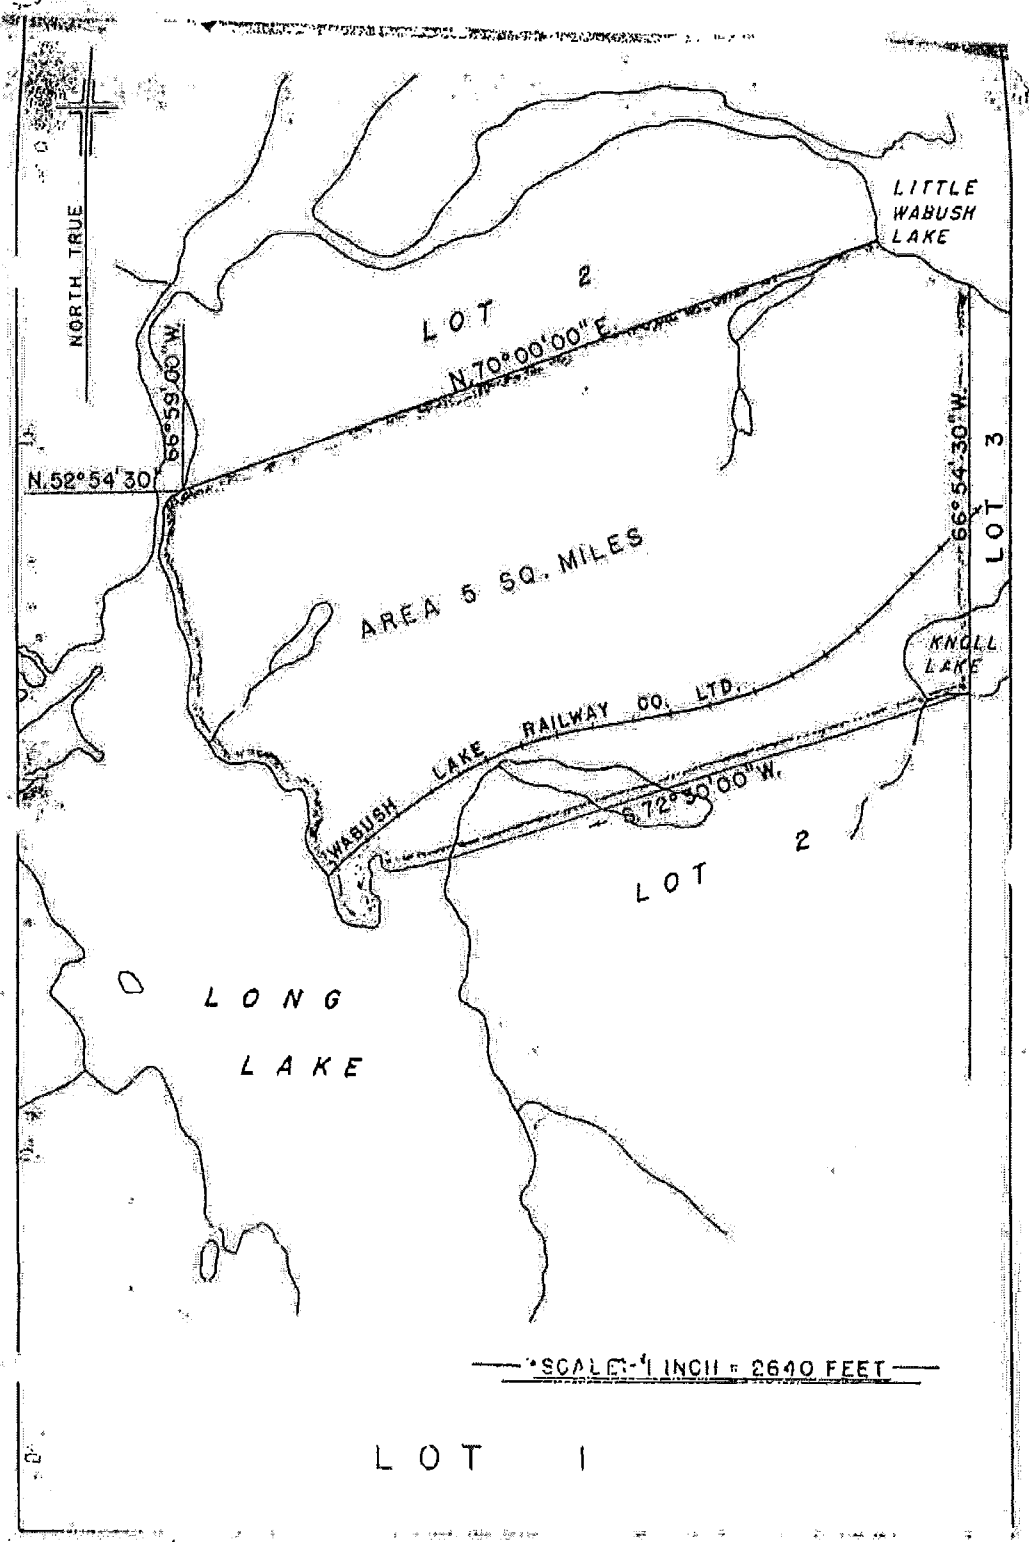 NORTH TRUE
LITTLE
WABUSH
LAKE
LOT 2
N.70°00'00"E.
66°59'00"W.
N.52°54'30"
66°54'30"W.
LOT 3
AREA 5 SQ. MILES
KNOLL
LAKE
WABUSH LAKE RAILWAY CO. LTD.
S.72°30'00"W.
LOT 2
LONG
LAKE
SCALE:-1 INCH = 2640 FEET
LOT 1